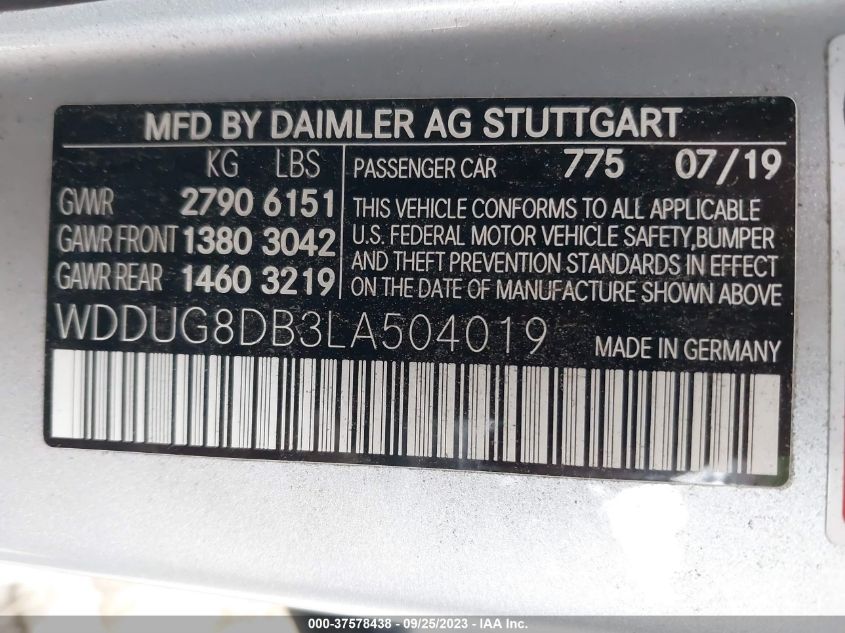 MFD BY DAIMLER AG STUTTGART
KG LBS
GVWR 2790 6151
GAWR FRONT 1380 3042
GAWR REAR 1460 3219
PASSENGER CAR 775 07/19
THIS VEHICLE CONFORMS TO ALL APPLICABLE
U.S. FEDERAL MOTOR VEHICLE SAFETY,BUMPER
AND THEFT PREVENTION STANDARDS IN EFFECT
ON THE DATE OF MANUFACTURE SHOWN ABOVE
WDDUG8DB3LA504019 MADE IN GERMANY
000-37578438 - 09/25/2023 - IAA Inc.